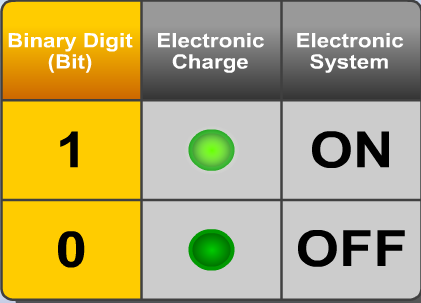 Binary Digit
(Bit)
Electronic
Charge
Electronic
System
1
ON
0
OFF